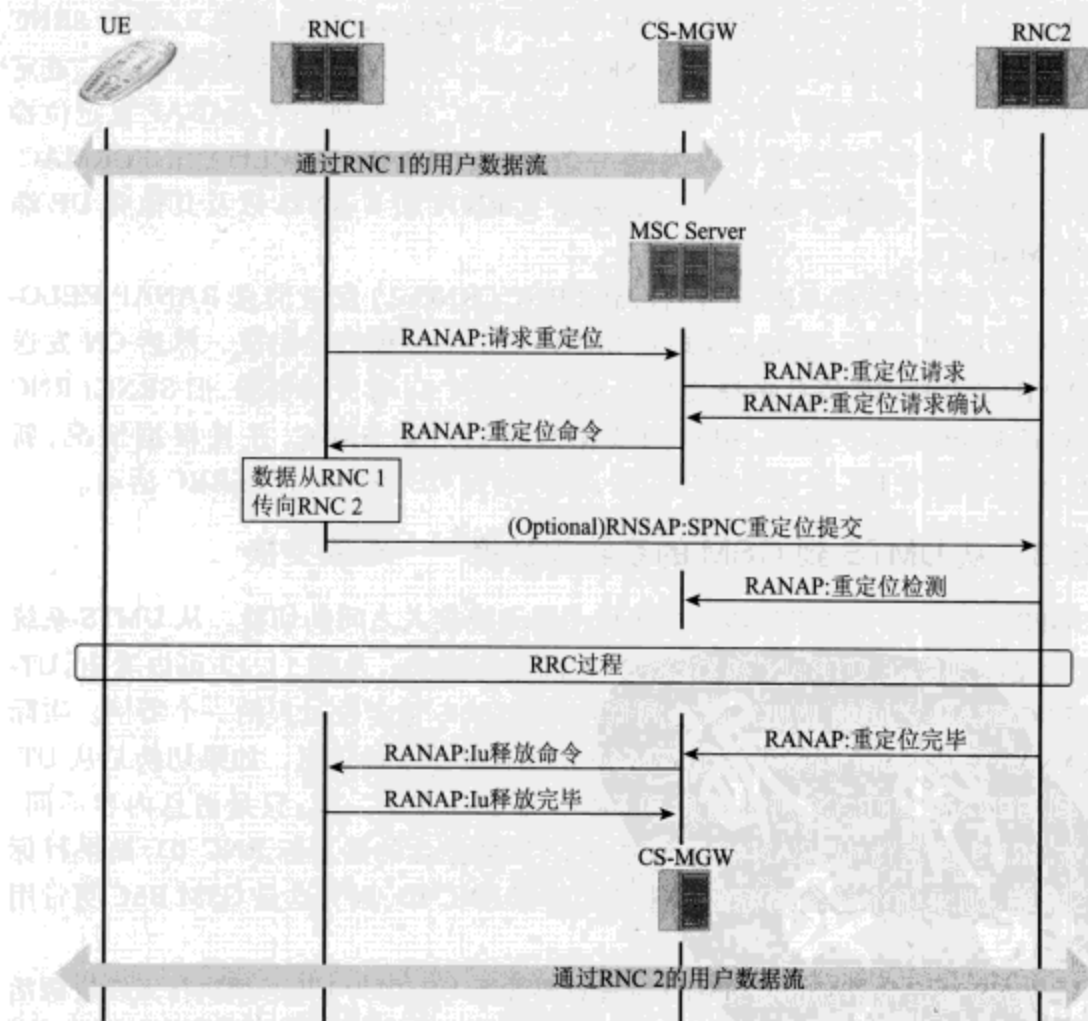 UE
RNC1
CS-MGW
RNC2
通过RNC 1的用户数据流
MSC Server
RANAP:请求重定位
RANAP:重定位请求
RANAP:重定位请求确认
RANAP:重定位命令
数据从RNC 1
传向RNC 2
(Optional)RNSAP:SPNC重定位提交
RANAP:重定位检测
RRC过程
RANAP:重定位完毕
RANAP:Iu释放命令
RANAP:Iu释放完毕
CS-MGW
通过RNC 2的用户数据流